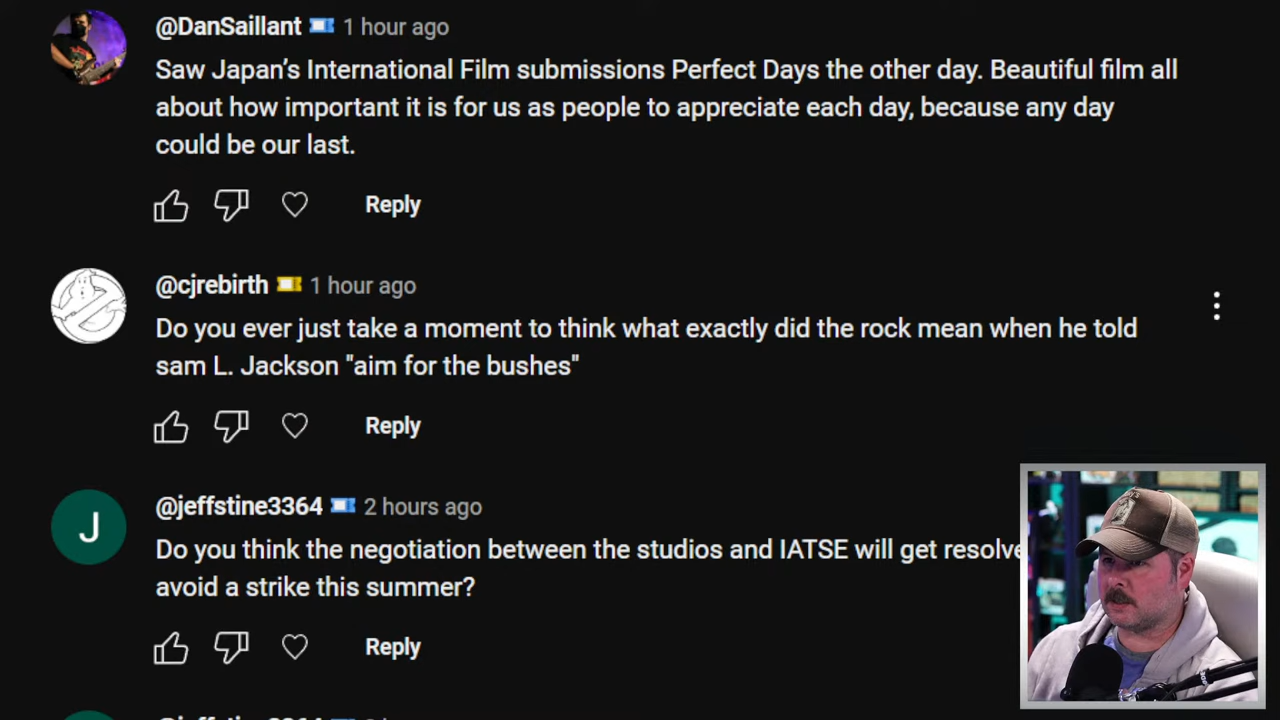 @DanSaillant 1 hour ago
Saw Japan's International Film submissions Perfect Days the other day. Beautiful film all
about how important it is for us as people to appreciate each day, because any day
could be our last.
Reply
@cjrebirth 1 hour ago
Do you ever just take a moment to think what exactly did the rock mean when he told
sam L. Jackson "aim for the bushes"
Reply
@jeffstine3364 2 hours ago
J
Do you think the negotiation between the studios and IATSE will get resolve
avoid a strike this summer?
Reply